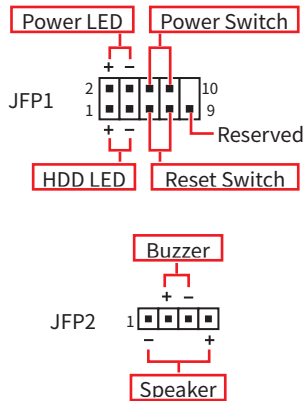 Power LED Power Switch
+ −
2 10
JFP1
1 9
+ −
Reserved
HDD LED Reset Switch
Buzzer
+ −
JFP2 1
− +
Speaker